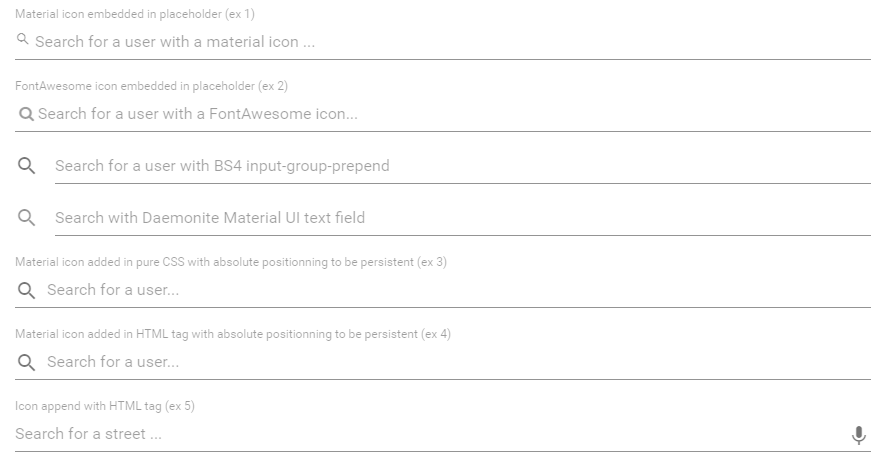 Material icon embedded in placeholder (ex 1)
Search for a user with a material icon ...
FontAwesome icon embedded in placeholder (ex 2)
Search for a user with a FontAwesome icon...
Search for a user with BS4 input-group-prepend
Search with Daemonite Material UI text field
Material icon added in pure CSS with absolute positionning to be persistent (ex 3)
Search for a user...
Material icon added in HTML tag with absolute positionning to be persistent (ex 4)
Search for a user...
Icon append with HTML tag (ex 5)
Search for a street ...